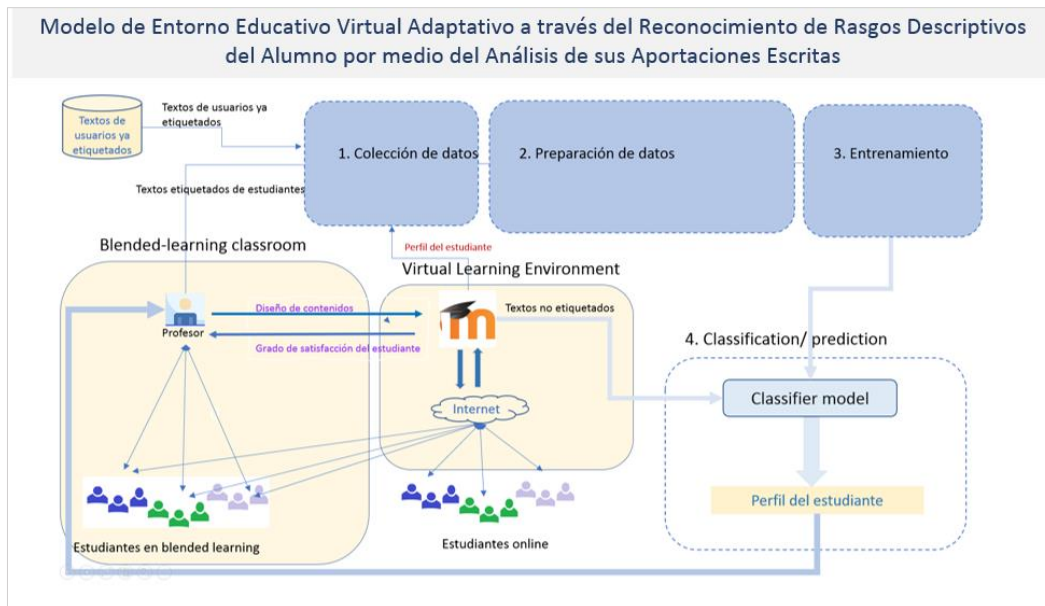 Modelo de Entorno Educativo Virtual Adaptativo a través del Reconocimiento de Rasgos Descriptivos
del Alumno por medio del Análisis de sus Aportaciones Escritas
Textos de
usuarios ya
etiquetados
Textos de usuarios ya
etiquetados
1. Colección de datos
2. Preparación de datos
3. Entrenamiento
Textos etiquetados de estudiantes
Blended-learning classroom
Perfil del estudiante
Virtual Learning Environment
Diseño de contenidos
Textos no etiquetados
Profesor
Grado de satisfacción del estudiante
4. Classification/ prediction
Classifier model
Internet
Perfil del estudiante
Estudiantes en blended learning
Estudiantes online